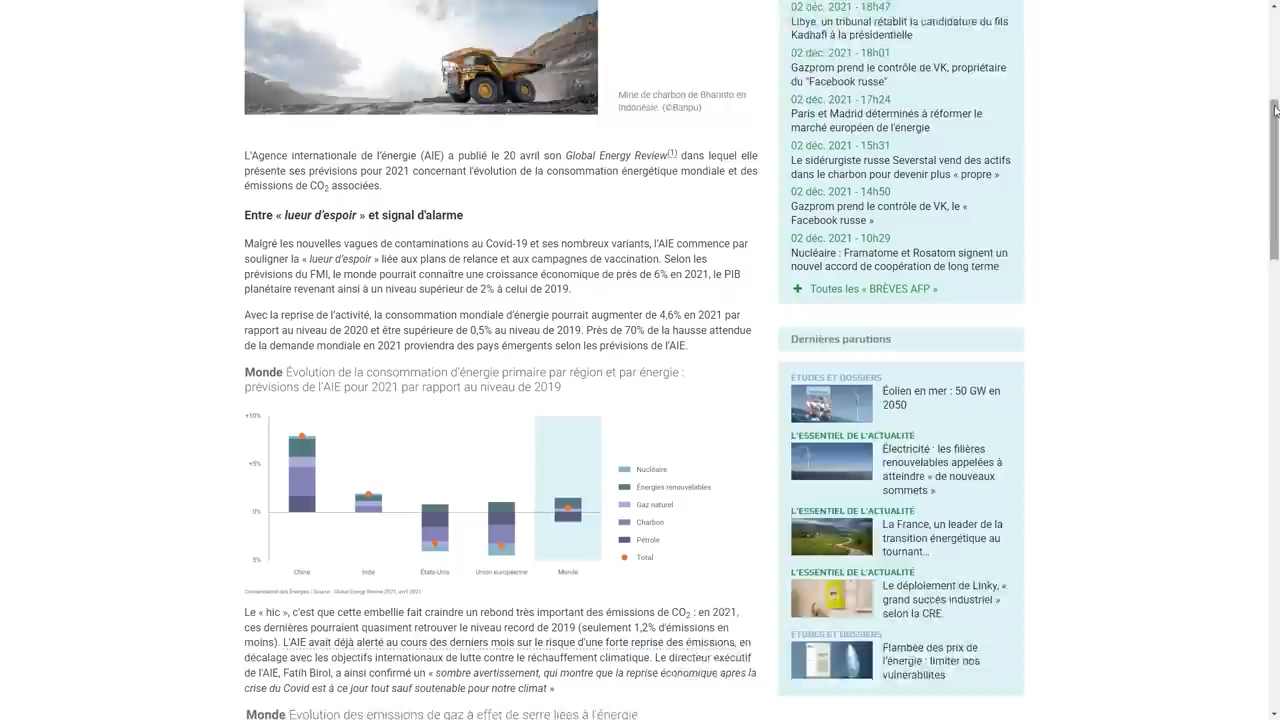 Mine de charbon de Bharinto en
Indonésie. (©Banpu)
L'Agence internationale de l'énergie (AIE) a publié le 20 avril son Global Energy Review(1) dans lequel elle
présente ses prévisions pour 2021 concernant l'évolution de la consommation énergétique mondiale et des
émissions de CO2 associées.
Entre « lueur d'espoir » et signal d'alarme
Malgré les nouvelles vagues de contaminations au Covid-19 et ses nombreux variants, l'AIE commence par
souligner la « lueur d'espoir » liée aux plans de relance et aux campagnes de vaccination. Selon les
prévisions du FMI, le monde pourrait connaître une croissance économique de près de 6% en 2021, le PIB
planétaire revenant ainsi à un niveau supérieur de 2% à celui de 2019.
Avec la reprise de l'activité, la consommation mondiale d'énergie pourrait augmenter de 4,6% en 2021 par
rapport au niveau de 2020 et être supérieure de 0,5% au niveau de 2019. Près de 70% de la hausse attendue
de la demande mondiale en 2021 proviendra des pays émergents selon les prévisions de l'AIE.
Monde Évolution de la consommation d'énergie primaire par région et par énergie :
prévisions de l'AIE pour 2021 par rapport au niveau de 2019
+10%
+5%
0%
5%
Chine
Inde
États-Unis
Union européenne
Monde
Nucléaire
Énergies renouvelables
Gaz naturel
Charbon
Pétrole
Total
Connaissance des Énergies | Source : Global Energy Review 2021, avril 2021.
Le « hic », c'est que cette embellie fait craindre un rebond très important des émissions de CO2 : en 2021,
ces dernières pourraient quasiment retrouver le niveau record de 2019 (seulement 1,2% d'émissions en
moins). L'AIE avait déjà alerté au cours des derniers mois sur le risque d'une forte reprise des émissions, en
décalage avec les objectifs internationaux de lutte contre le réchauffement climatique. Le directeur exécutif
de l'AIE, Fatih Birol, a ainsi confirmé un « sombre avertissement, qui montre que la reprise économique après la
crise du Covid est à ce jour tout sauf soutenable pour notre climat »
Monde Évolution des émissions de gaz à effet de serre liées à l'énergie
02 déc. 2021 - 18h47
Libye: un tribunal rétablit la candidature du fils
Kadhafi à la présidentielle
02 déc. 2021 - 18h01
Gazprom prend le contrôle de VK, propriétaire
du "Facebook russe"
02 déc. 2021 - 17h24
Paris et Madrid déterminés à réformer le
marché européen de l'énergie
02 déc. 2021 - 15h31
Le sidérurgiste russe Severstal vend des actifs
dans le charbon pour devenir plus « propre »
02 déc. 2021 - 14h50
Gazprom prend le contrôle de VK, le «
Facebook russe »
02 déc. 2021 - 10h29
Nucléaire : Framatome et Rosatom signent un
nouvel accord de coopération de long terme
+ Toutes les « BRÈVES AFP »
Dernières parutions
ÉTUDES ET DOSSIERS
Éolien en mer : 50 GW en
2050
L'ESSENTIEL DE L'ACTUALITÉ
Électricité : les filières
renouvelables appelées à
atteindre « de nouveaux
sommets »
L'ESSENTIEL DE L'ACTUALITÉ
La France, un leader de la
transition énergétique au
tournant...
L'ESSENTIEL DE L'ACTUALITÉ
Le déploiement de Linky, «
grand succès industriel »
selon la CRE
ÉTUDES ET DOSSIERS
Flambée des prix de
l'énergie : limiter nos
vulnérabilités